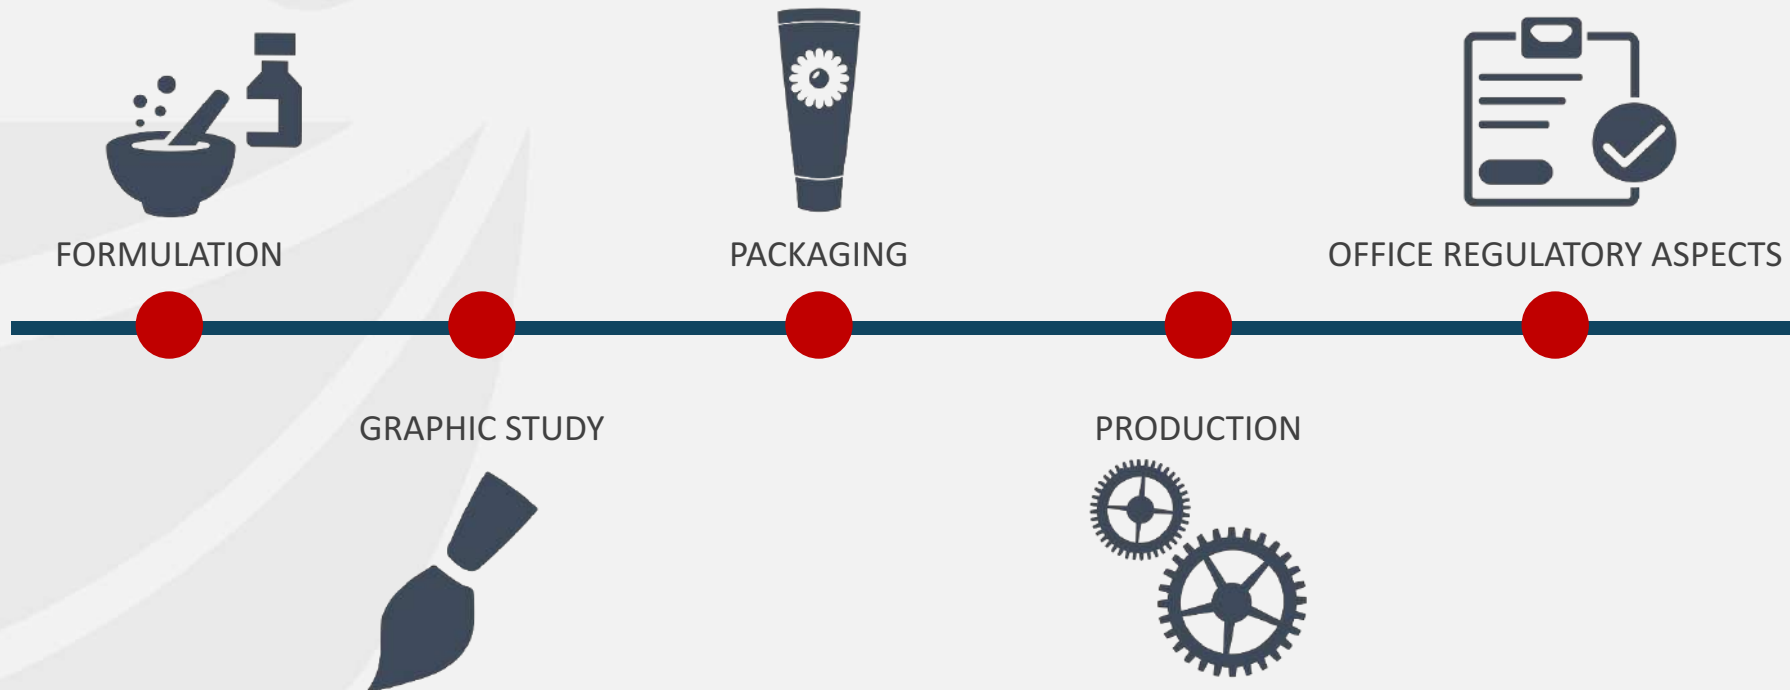 FORMULATION
PACKAGING
OFFICE REGULATORY ASPECTS
GRAPHIC STUDY
PRODUCTION